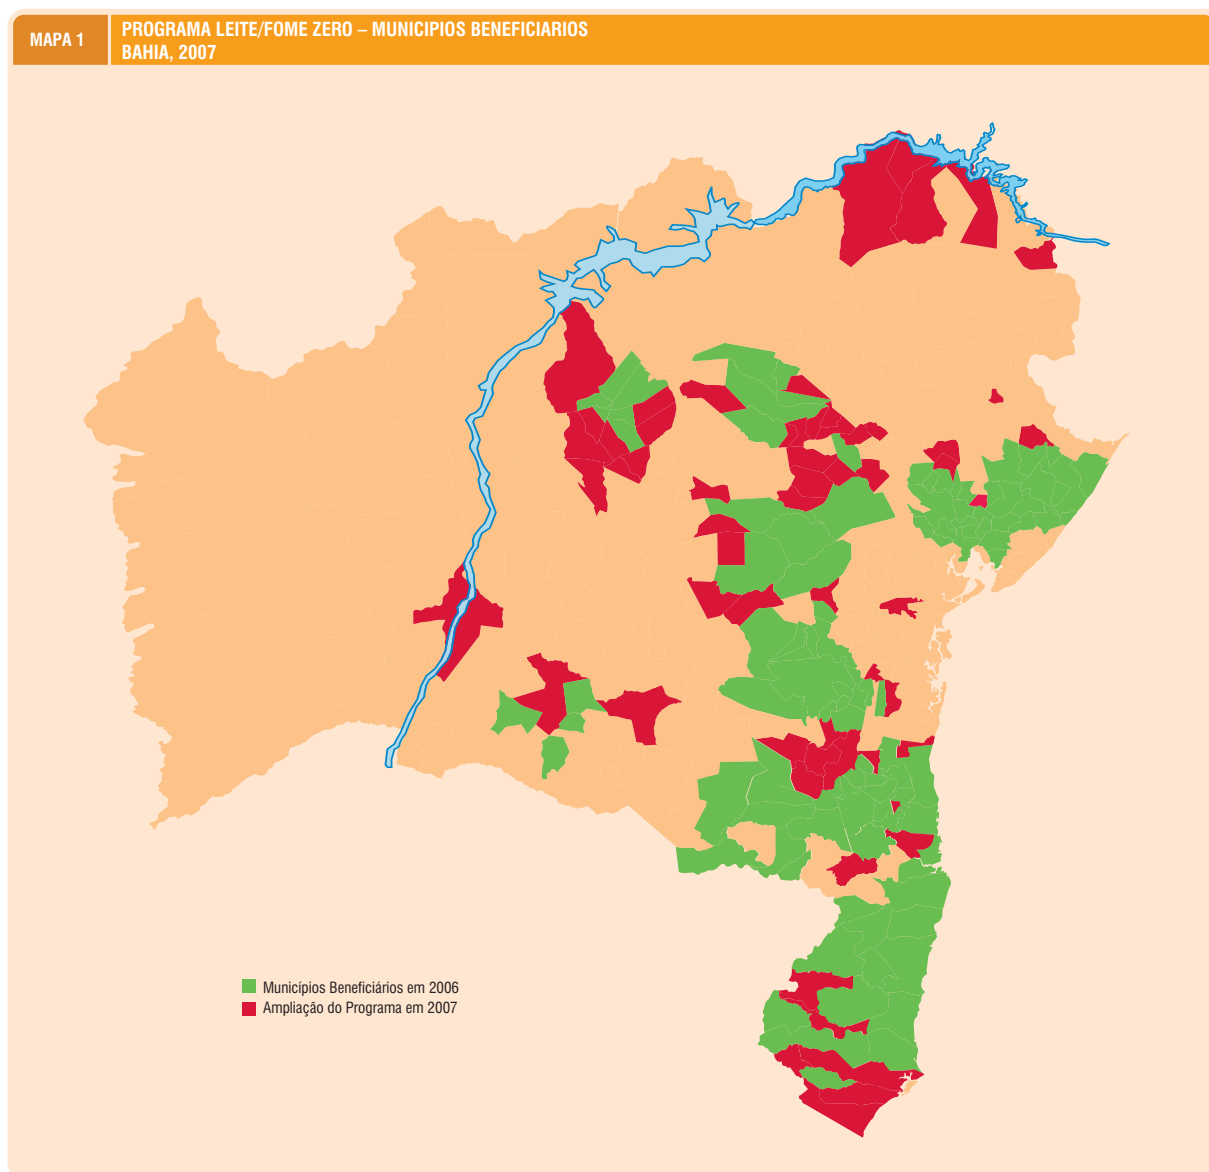 MAPA 1
PROGRAMA LEITE/FOME ZERO – MUNICIPIOS BENEFICIARIOS
BAHIA, 2007
Municípios Beneficiários em 2006
Ampliação do Programa em 2007